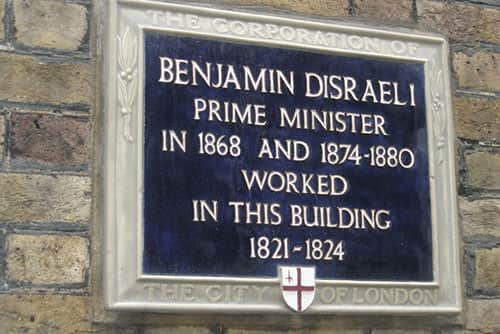 THE CORPORATION OF
BENJAMIN DISRAELI
PRIME MINISTER
IN 1868 AND 1874-1880
WORKED
IN THIS BUILDING
1821-1824
THE CITY OF LONDON